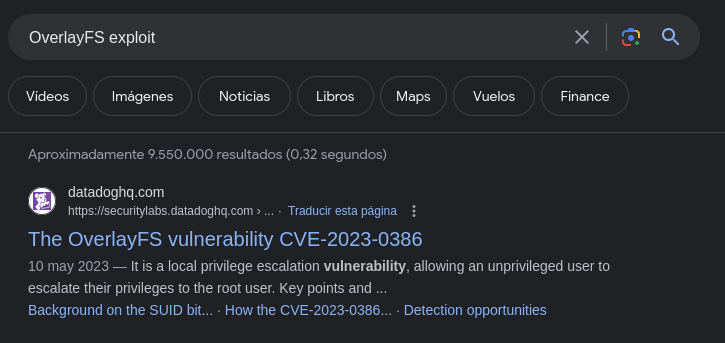 OverlayFS exploit
Vídeos Imágenes Noticias Libros Maps Vuelos Finance
Aproximadamente 9.550.000 resultados (0,32 segundos)
datadoghq.com
https://securitylabs.datadoghq.com › ... · Traducir esta página
The OverlayFS vulnerability CVE-2023-0386
10 may 2023 — It is a local privilege escalation vulnerability, allowing an unprivileged user to
escalate their privileges to the root user. Key points and ...
Background on the SUID bit... · How the CVE-2023-0386... · Detection opportunities